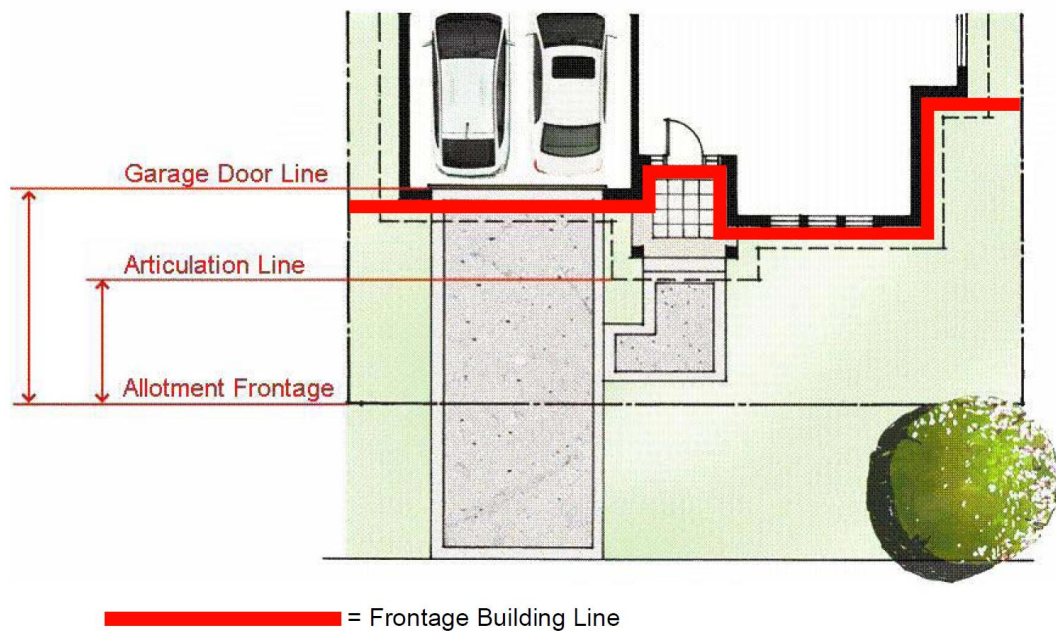 Garage Door Line
Articulation Line
Allotment Frontage
= Frontage Building Line